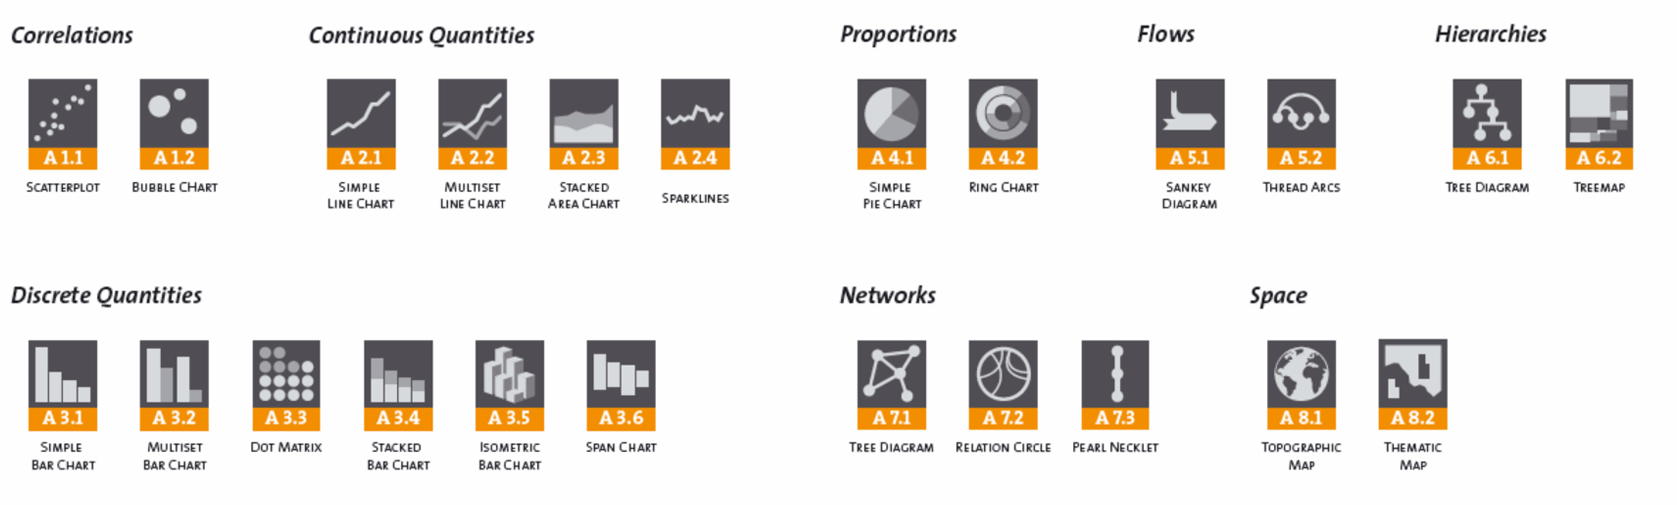 Correlations
Continuous Quantities
Proportions
Flows
Hierarchies
A 1.1
A 1.2
A 2.1
A 2.2
A 2.3
A 2.4
A 4.1
A 4.2
A 5.1
A 5.2
A 6.1
A 6.2
SCATTERPLOT
BUBBLE CHART
SIMPLE
LINE CHART
MULTISET
LINE CHART
STACKED
AREA CHART
SPARKLINES
SIMPLE
PIE CHART
RING CHART
SANKEY
DIAGRAM
THREAD ARCS
TREE DIAGRAM
TREEMAP
Discrete Quantities
Networks
Space
A 3.1
A 3.2
A 3.3
A 3.4
A 3.5
A 3.6
A 7.1
A 7.2
A 7.3
A 8.1
A 8.2
SIMPLE
BAR CHART
MULTISET
BAR CHART
DOT MATRIX
STACKED
BAR CHART
ISOMETRIC
BAR CHART
SPAN CHART
TREE DIAGRAM
RELATION CIRCLE
PEARL NECKLET
TOPOGRAPHIC
MAP
THEMATIC
MAP